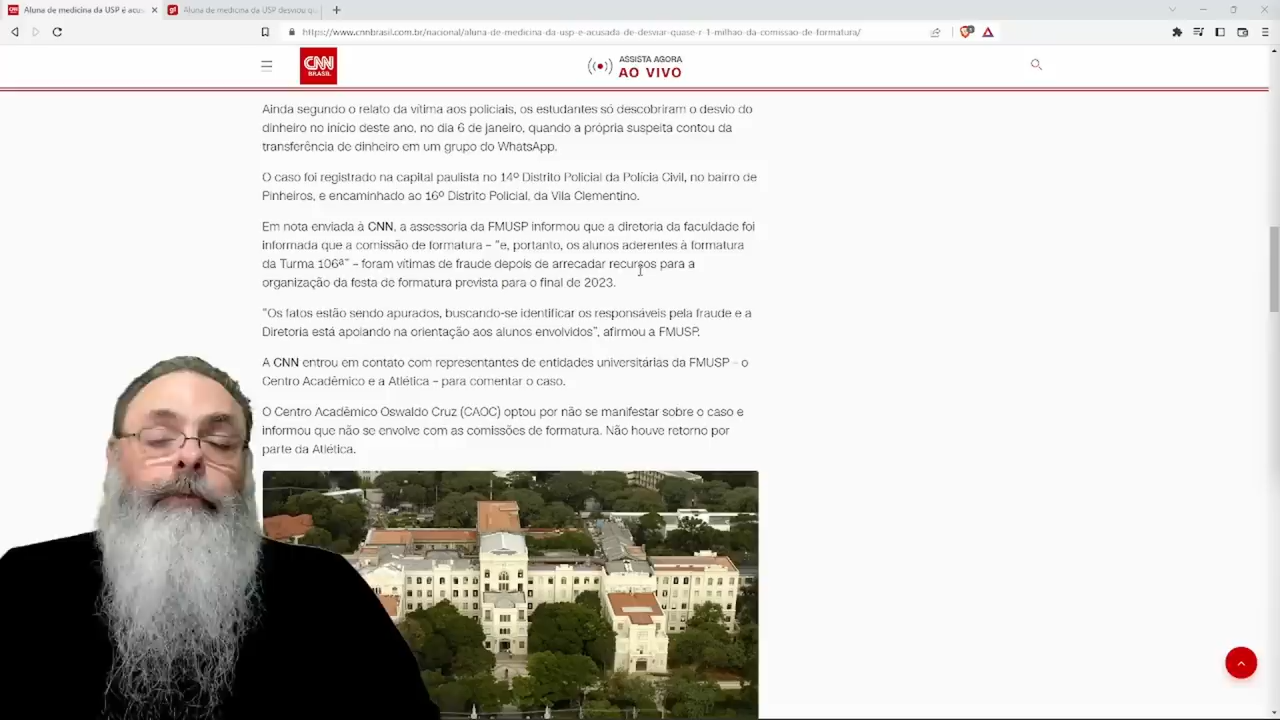 Aluna de medicina da USP é acus
Aluna de medicina da USP desviou q
https://www.cnnbrasil.com.br/nacional/aluna-de-medicina-da-usp-e-acusada-de-desviar-quase-r-1-milhao-da-comissao-de-formatura/
CNN
BRASIL
ASSISTA AGORA
AO VIVO
Ainda segundo o relato da vítima aos policiais, os estudantes só descobriram o desvio do
dinheiro no início deste ano, no dia 6 de janeiro, quando a própria suspeita contou da
transferência de dinheiro em um grupo do WhatsApp.
O caso foi registrado na capital paulista no 14º Distrito Policial da Polícia Civil, no bairro de
Pinheiros, e encaminhado ao 16º Distrito Policial, da Vila Clementino.
Em nota enviada à CNN, a assessoria da FMUSP informou que a diretoria da faculdade foi
informada que a comissão de formatura – "e, portanto, os alunos aderentes à formatura
da Turma 106ª" – foram vítimas de fraude depois de arrecadar recursos para a
organização da festa de formatura prevista para o final de 2023.
"Os fatos estão sendo apurados, buscando-se identificar os responsáveis pela fraude e a
Diretoria está apoiando na orientação aos alunos envolvidos", afirmou a FMUSP.
A CNN entrou em contato com representantes de entidades universitárias da FMUSP – o
Centro Acadêmico e a Atlética – para comentar o caso.
O Centro Acadêmico Oswaldo Cruz (CAOC) optou por não se manifestar sobre o caso e
informou que não se envolve com as comissões de formatura. Não houve retorno por
parte da Atlética.